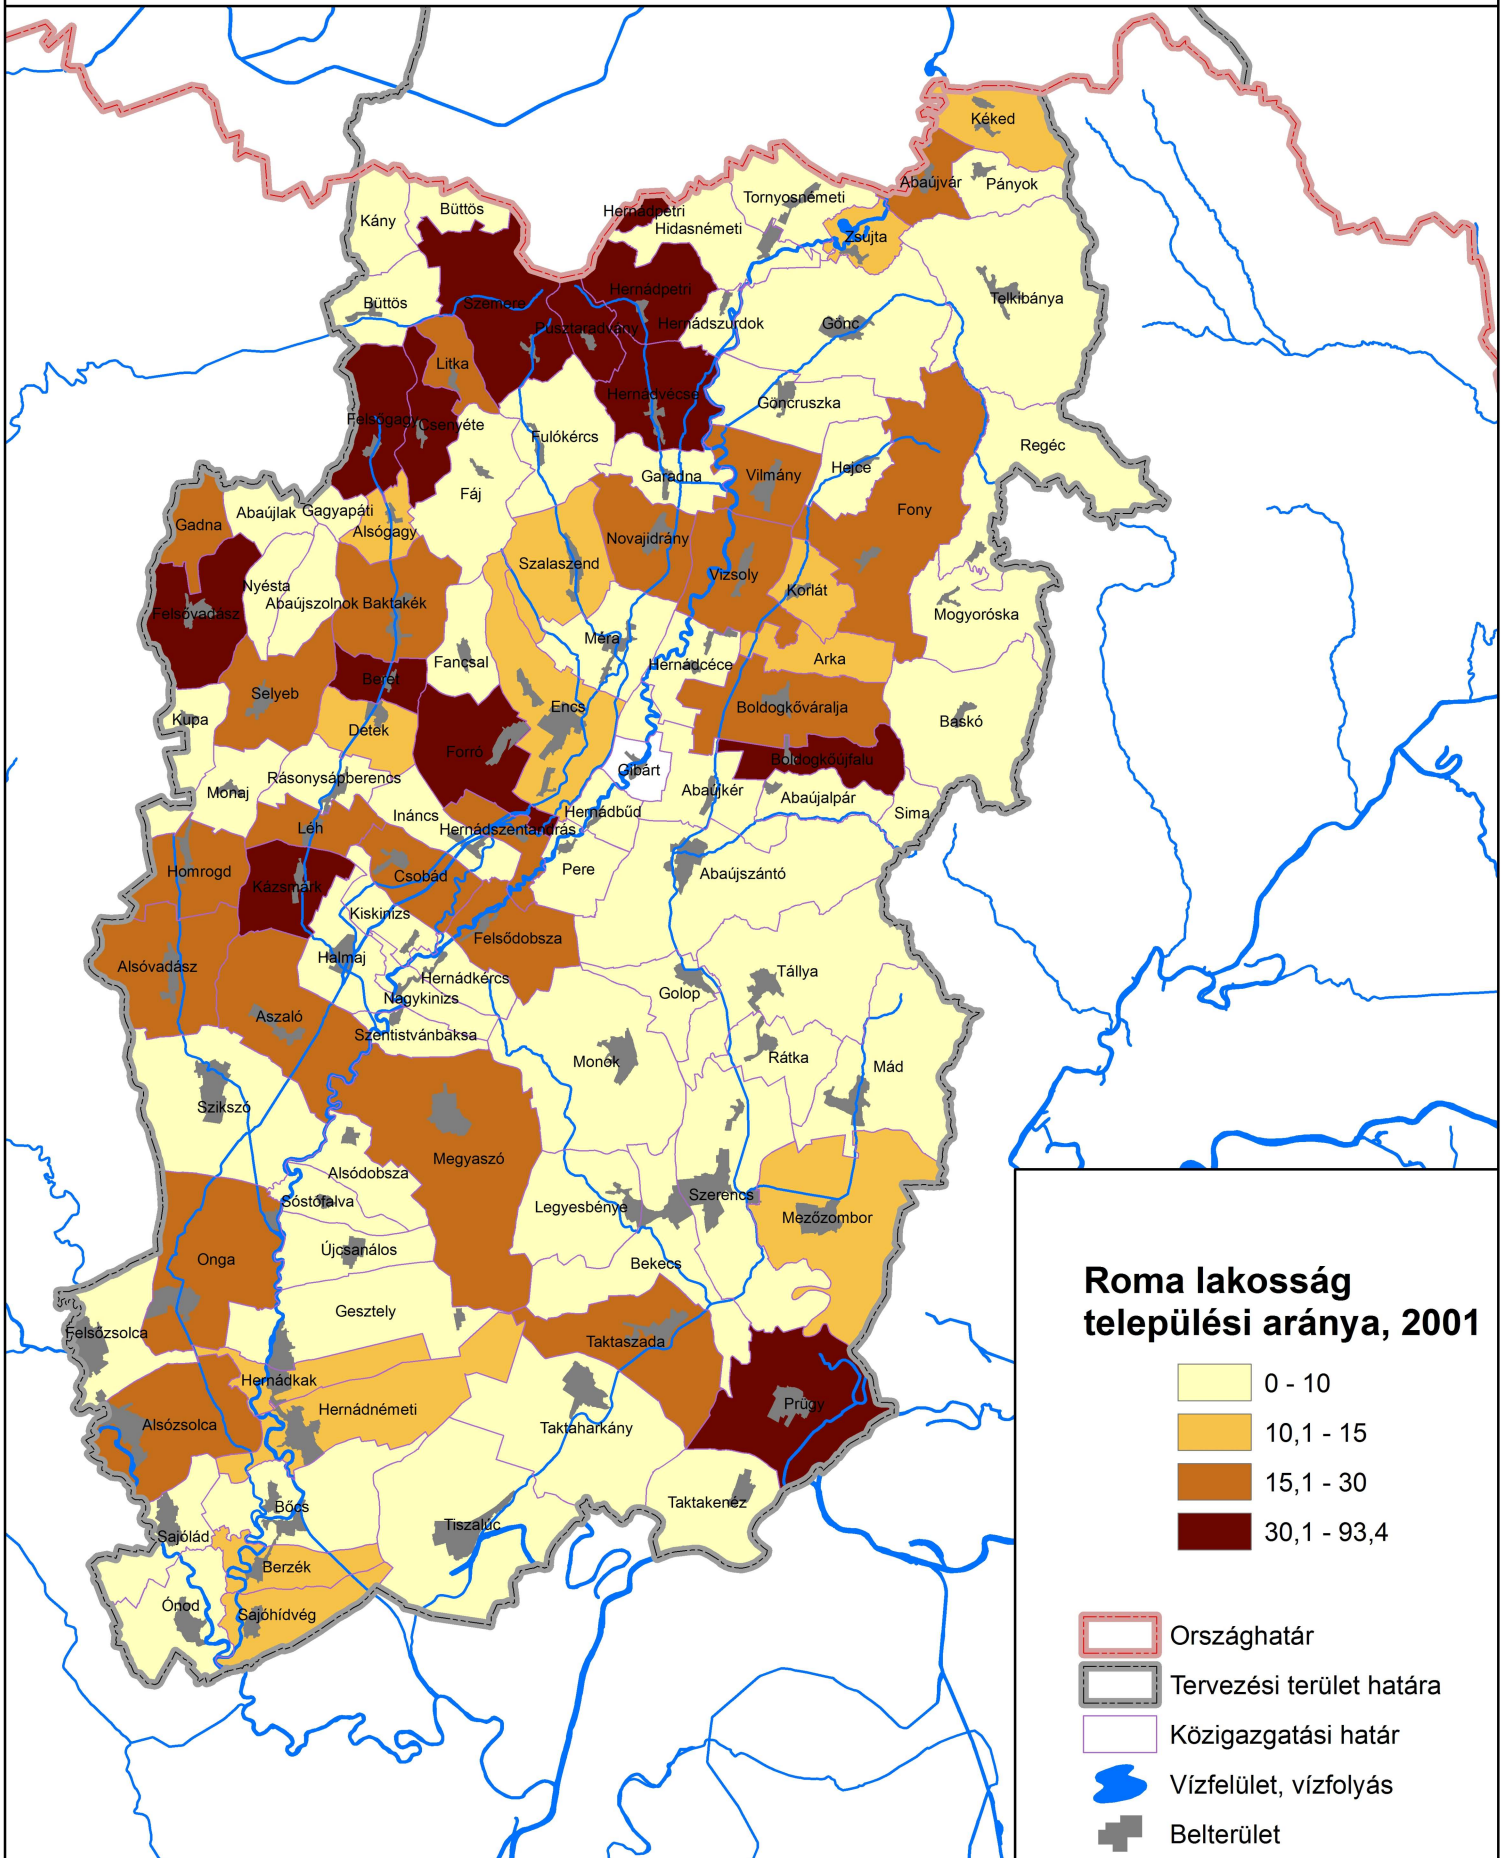 Kéked
Abaújvár
Pányok
Tornyosnémeti
Hernádpetri
Büttös
Kány
Hidasnémeti
Zsujta
Hernádpetri
Telkibánya
Büttös
Szemere
Pusztaradvány
Hernádszurdok
Gönc
Litka
Hernádvécse
Göncruszka
Felsőgagy
Csenyéte
Fulókércs
Regéc
Garadna
Vilmány
Hejce
Fáj
Abaújlak
Gagyapáti
Fony
Gadna
Alsógagy
Novajidrány
Szalaszend
Vizsoly
Nyésta
Korlát
Abaújszolnok
Baktakék
Felsővadász
Mogyoróska
Méra
Fancsal
Hernádcéce
Arka
Beret
Selyeb
Encs
Boldogkőváralja
Kupa
Baskó
Detek
Forró
Boldogkőújfalu
Gibárt
Rásonysápberencs
Monaj
Abaújkér
Abaújalpár
Hernádbűd
Sima
Ináncs
Léh
Hernádszentandrás
Homrogd
Pere
Abaújszántó
Csobád
Kázsmárk
Kiskinizs
Felsődobsza
Halmaj
Alsóvadász
Tállya
Hernádkércs
Golop
Nagykinizs
Aszaló
Szentistvánbaksa
Rátka
Monok
Mád
Szikszó
Megyaszó
Alsódobsza
Szerencs
Sóstófalva
Legyesbénye
Mezőzombor
Újcsanálos
Onga
Bekecs
Gesztely
Felsőzsolca
Taktaszada
Hernádkak
Prügy
Hernádnémeti
Alsózsolca
Taktaharkány
Taktakenéz
Bőcs
Tiszalúc
Sajólád
Berzék
Ónod
Sajóhídvég
Roma lakosság
települési aránya, 2001
0 - 10
10,1 - 15
15,1 - 30
30,1 - 93,4
Országhatár
Tervezési terület határa
Közigazgatási határ
Vízfelület, vízfolyás
Belterület